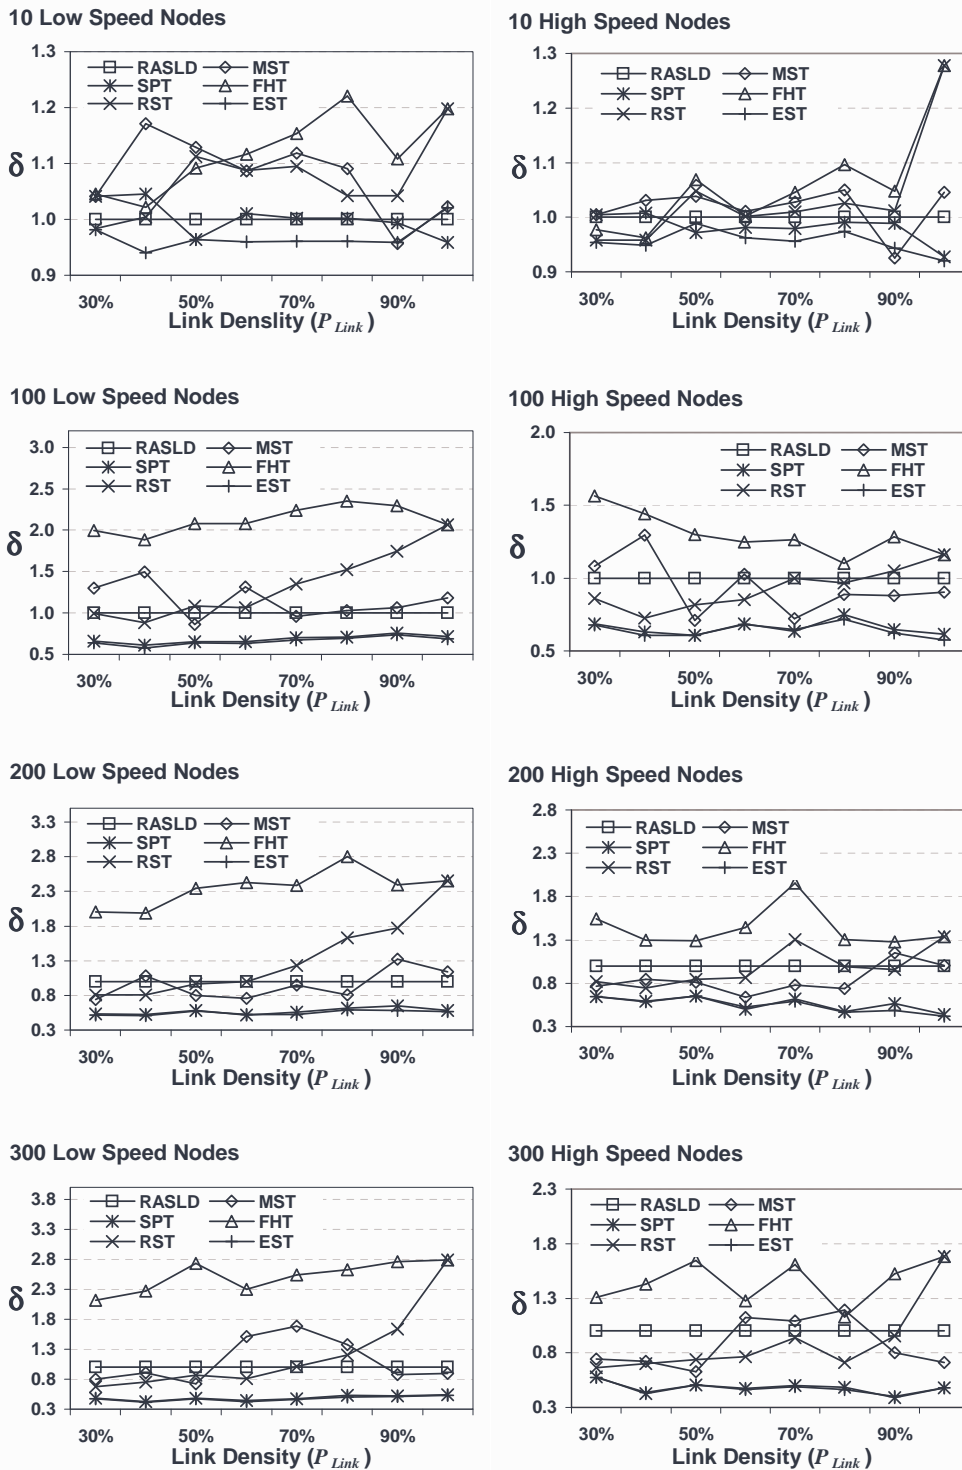 10 Low Speed Nodes
1.3
1.2
1.1
1.0
0.9
δ
RASLD MST
SPT FHT
RST EST
30% 50% 70% 90%
Link Denslity (P Link )
10 High Speed Nodes
1.3
1.2
1.1
1.0
0.9
δ
RASLD MST
SPT FHT
RST EST
30% 50% 70% 90%
Link Density (P Link )
100 Low Speed Nodes
3.0
2.5
2.0
1.5
1.0
0.5
δ
RASLD MST
SPT FHT
RST EST
30% 50% 70% 90%
Link Density (P Link )
100 High Speed Nodes
2.0
1.5
1.0
0.5
δ
RASLD MST
SPT FHT
RST EST
30% 50% 70% 90%
Link Density (P Link )
200 Low Speed Nodes
3.3
2.8
2.3
1.8
1.3
0.8
0.3
δ
RASLD MST
SPT FHT
RST EST
30% 50% 70% 90%
Link Density (P Link )
200 High Speed Nodes
2.8
2.3
1.8
1.3
0.8
0.3
δ
RASLD MST
SPT FHT
RST EST
30% 50% 70% 90%
Link Density (P Link )
300 Low Speed Nodes
3.8
3.3
2.8
2.3
1.8
1.3
0.8
0.3
δ
RASLD MST
SPT FHT
RST EST
30% 50% 70% 90%
Link Density (P Link )
300 High Speed Nodes
2.3
1.8
1.3
0.8
0.3
δ
RASLD MST
SPT FHT
RST EST
30% 50% 70% 90%
Link Density (P Link )